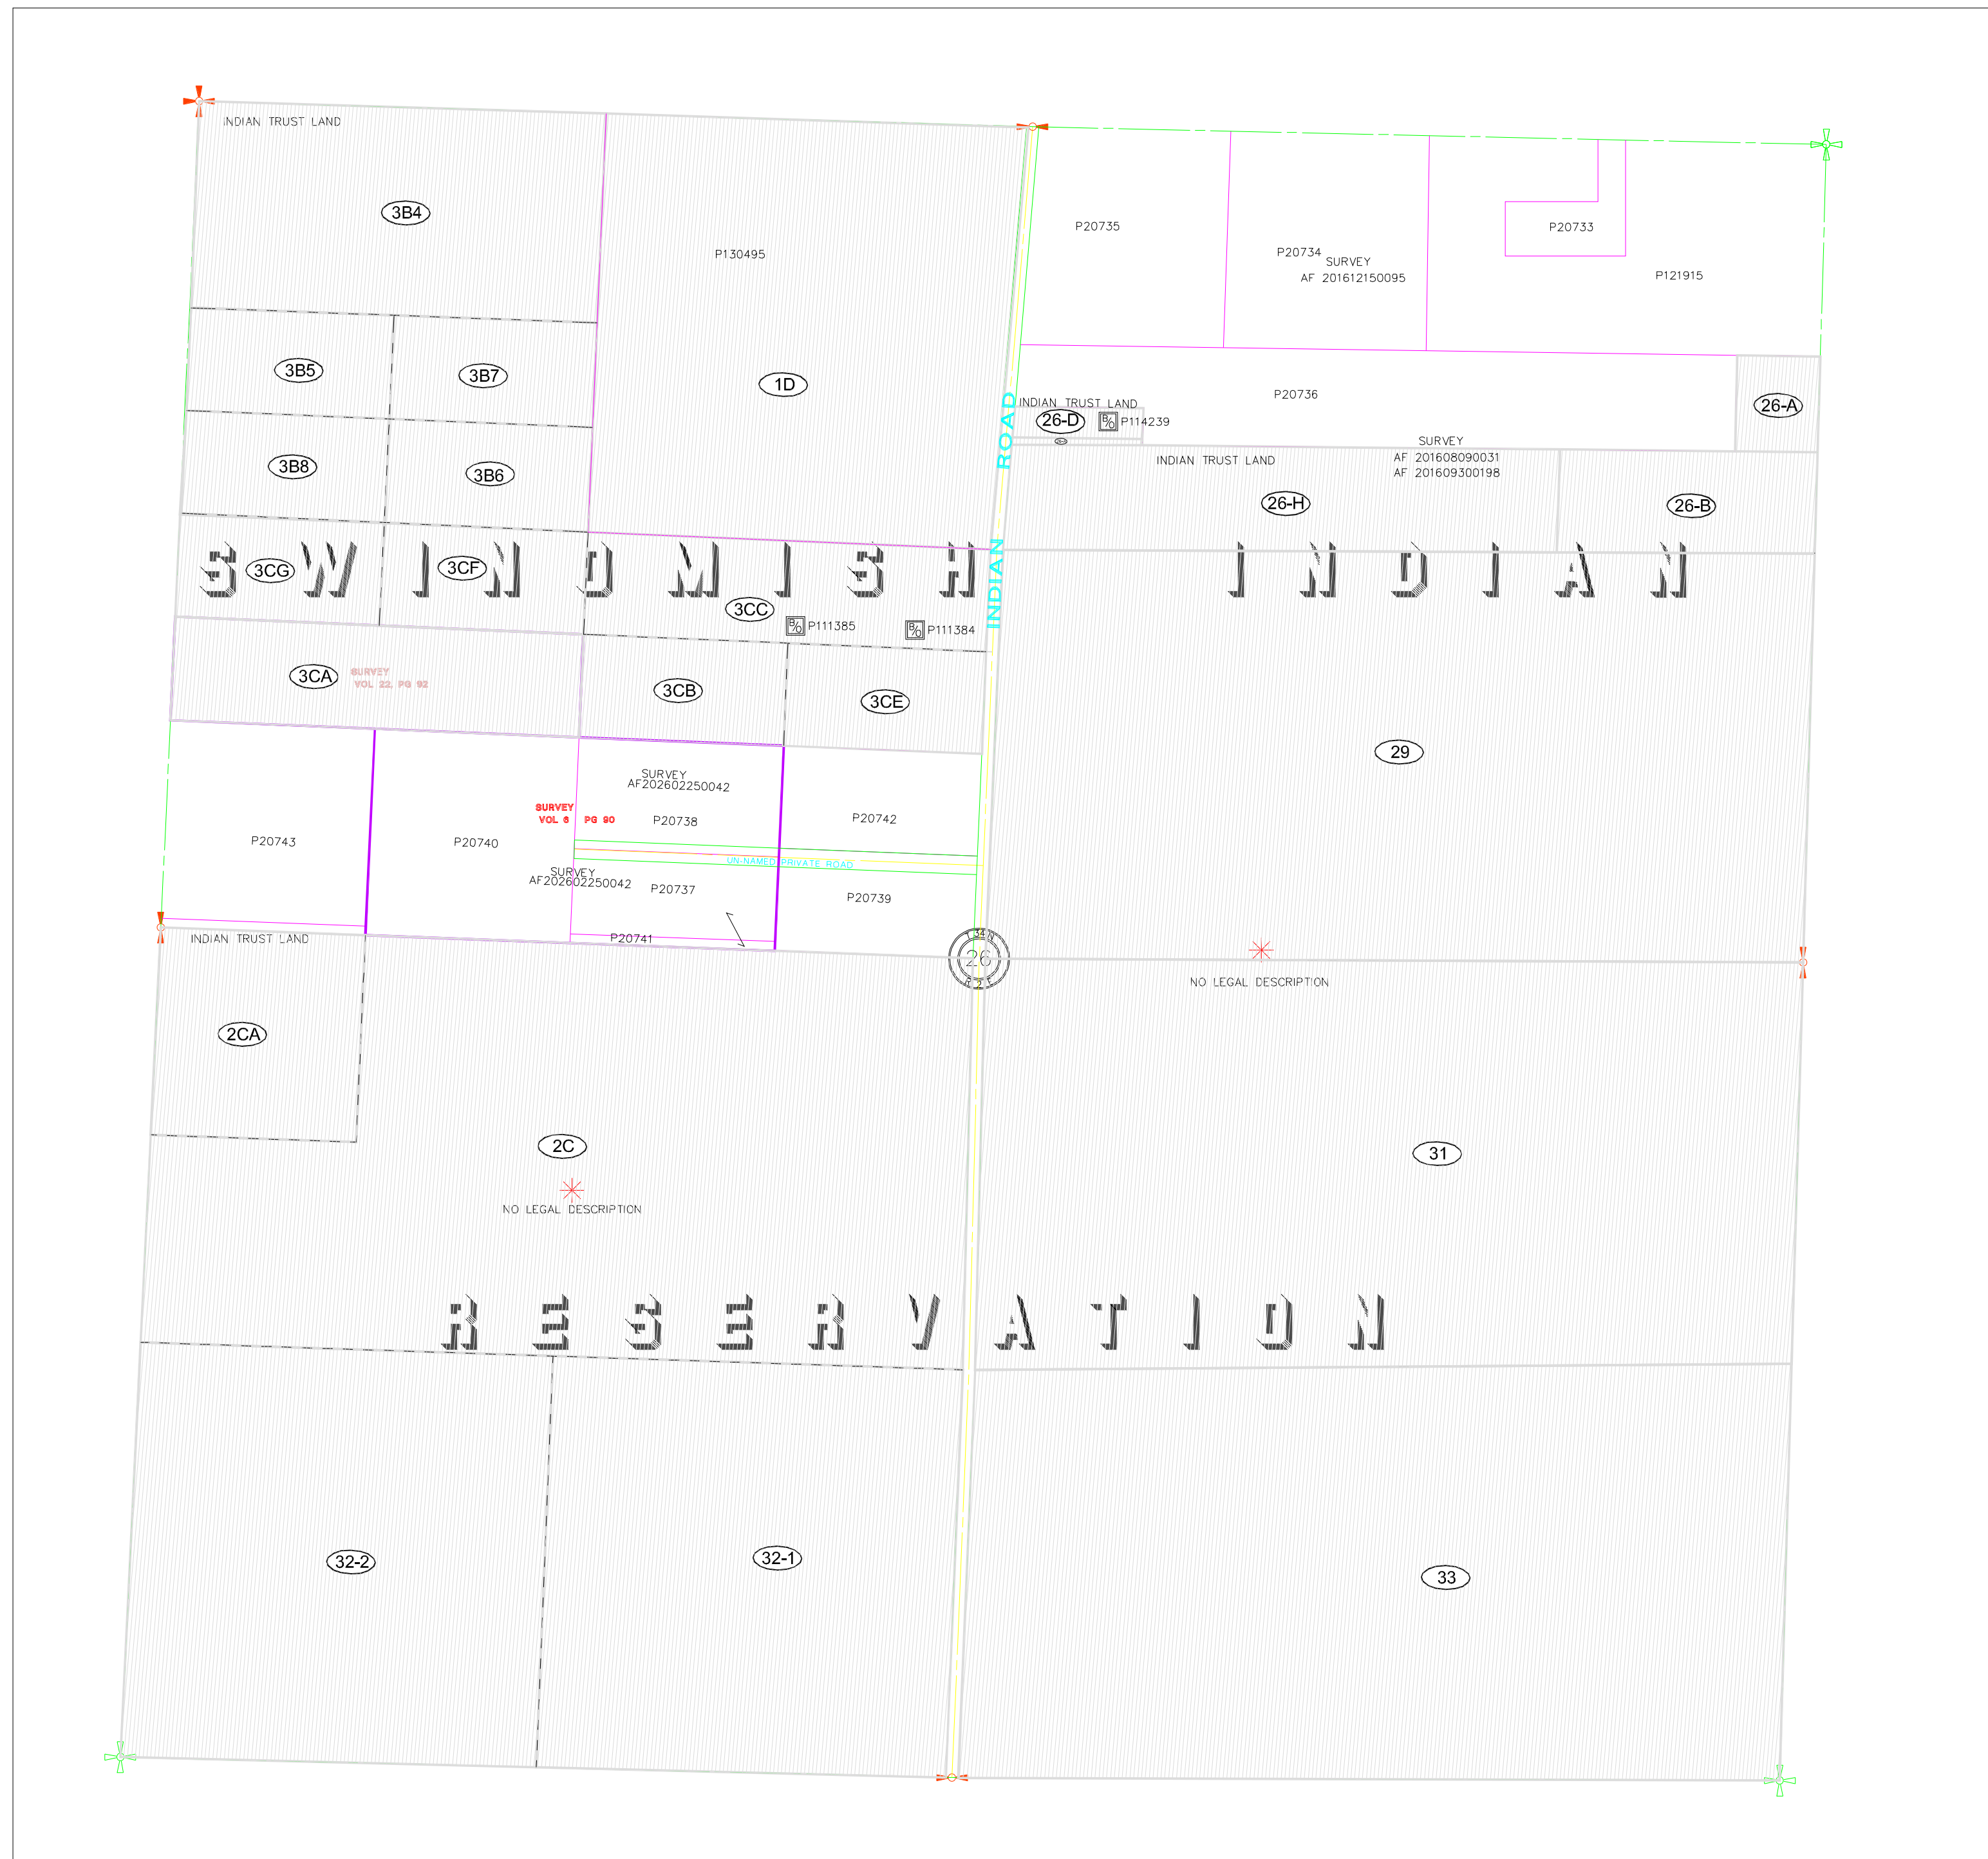 INDIAN TRUST LAND
3B4
P130495
P20735
P20734
SURVEY
AF 201612150095
P20733
P121915
3B5
3B7
1D
INDIAN TRUST LAND
26-D
B/O P114239
P20736
26-A
3B8
3B6
ROAD
INDIAN TRUST LAND
SURVEY
AF 201608090031
AF 201609300198
26-H
26-B
SWINOMISH INDIAN
3CG
3CF
3CC
B/O P111385
B/O P111384
INDIAN
3CA
SURVEY
VOL 22, PG 92
3CB
3CE
29
SURVEY
AF202602250042
SURVEY
VOL 6 PG 90
P20738
P20742
P20743
P20740
UN-NAMED PRIVATE ROAD
SURVEY
AF202602250042
P20737
P20739
P20741
INDIAN TRUST LAND
T 34 N
26
R 2 E
NO LEGAL DESCRIPTION
2CA
2C
31
NO LEGAL DESCRIPTION
RESERVATION
32-2
32-1
33